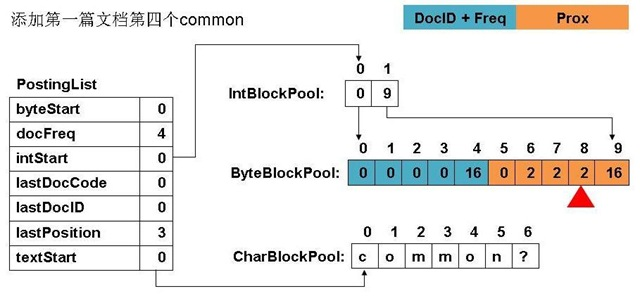 添加第一篇文档第四个common
DocID + Freq Prox
PostingList
byteStart 0
docFreq 4
intStart 0
lastDocCode 0
lastDocID 0
lastPosition 3
textStart 0
0 1
IntBlockPool: 0 9
0 1 2 3 4 5 6 7 8 9
ByteBlockPool: 0 0 0 0 16 0 2 2 2 16
0 1 2 3 4 5 6
CharBlockPool: c o m m o n ?